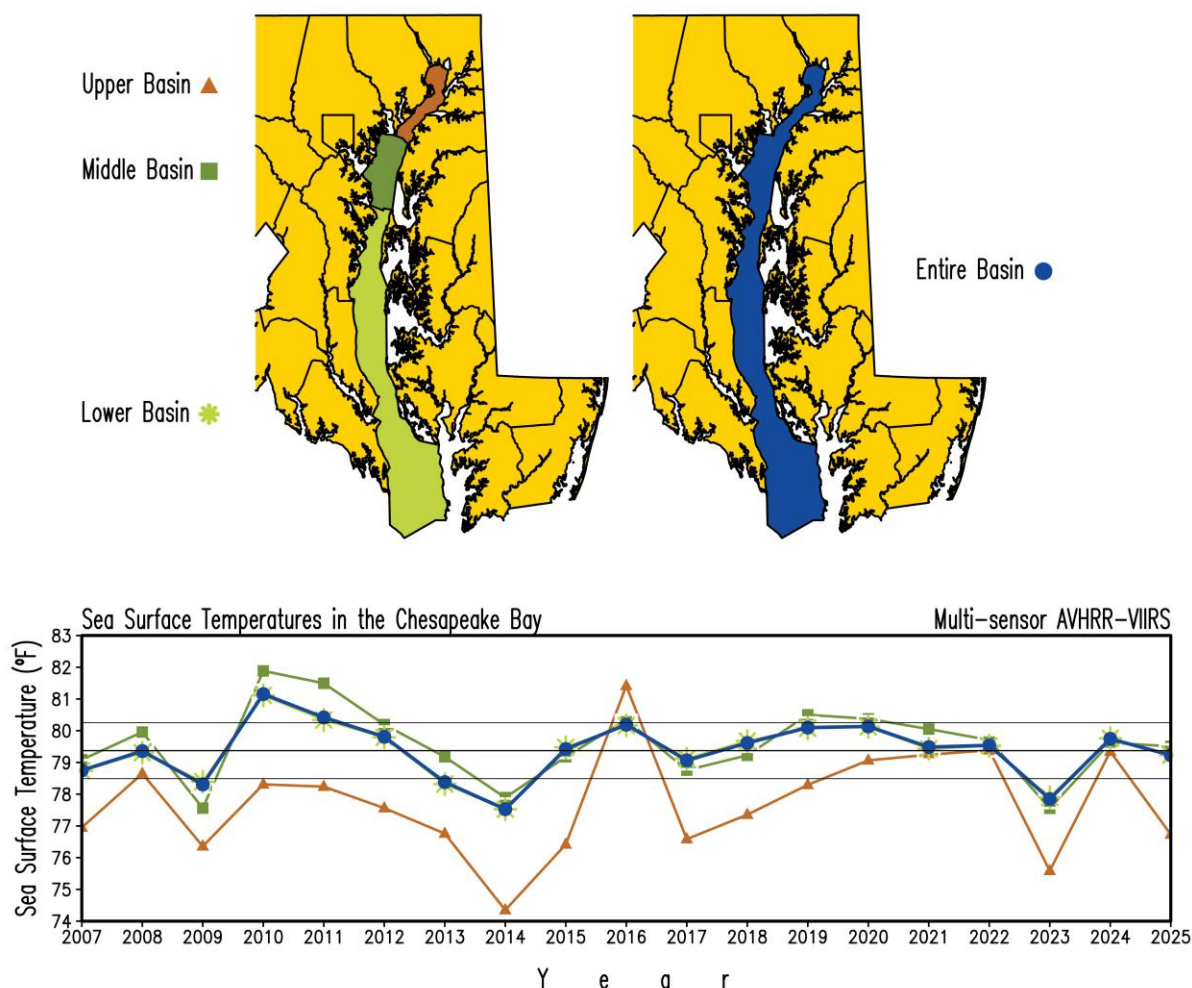 Upper Basin
Middle Basin
Entire Basin
Lower Basin
Sea Surface Temperatures in the Chesapeake Bay
Multi-sensor AVHRR-VIIRS
Sea Surface Temperature (°F)
83
82
81
80
79
78
77
76
75
74
2007 2008 2009 2010 2011 2012 2013 2014 2015 2016 2017 2018 2019 2020 2021 2022 2023 2024 2025
Y e a r